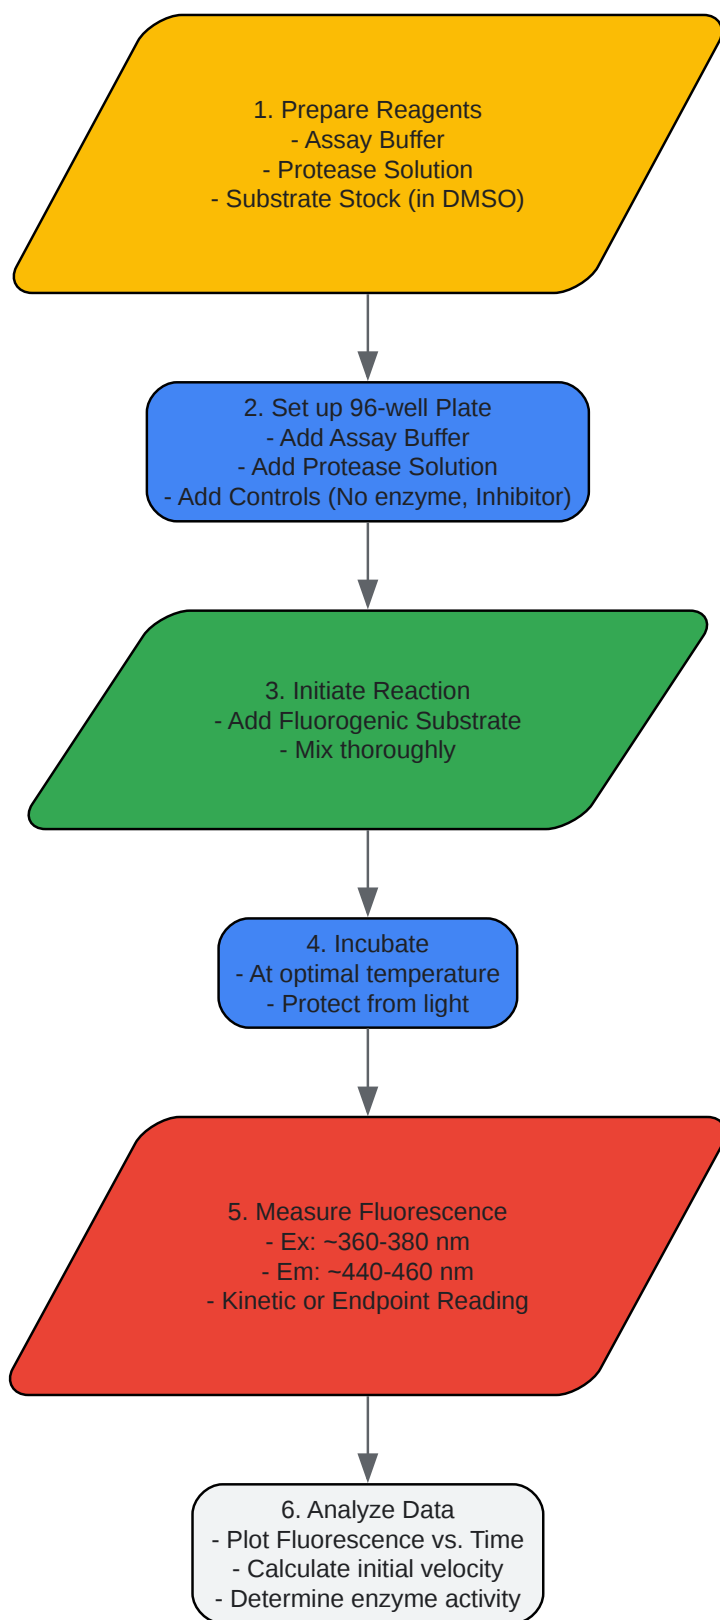 1. Prepare Reagents
- Assay Buffer
- Protease Solution
- Substrate Stock (in DMSO)
2. Set up 96-well Plate
- Add Assay Buffer
- Add Protease Solution
- Add Controls (No enzyme, Inhibitor)
3. Initiate Reaction
- Add Fluorogenic Substrate
- Mix thoroughly
4. Incubate
- At optimal temperature
- Protect from light
5. Measure Fluorescence
- Ex: ~360-380 nm
- Em: ~440-460 nm
- Kinetic or Endpoint Reading
6. Analyze Data
- Plot Fluorescence vs. Time
- Calculate initial velocity
- Determine enzyme activity